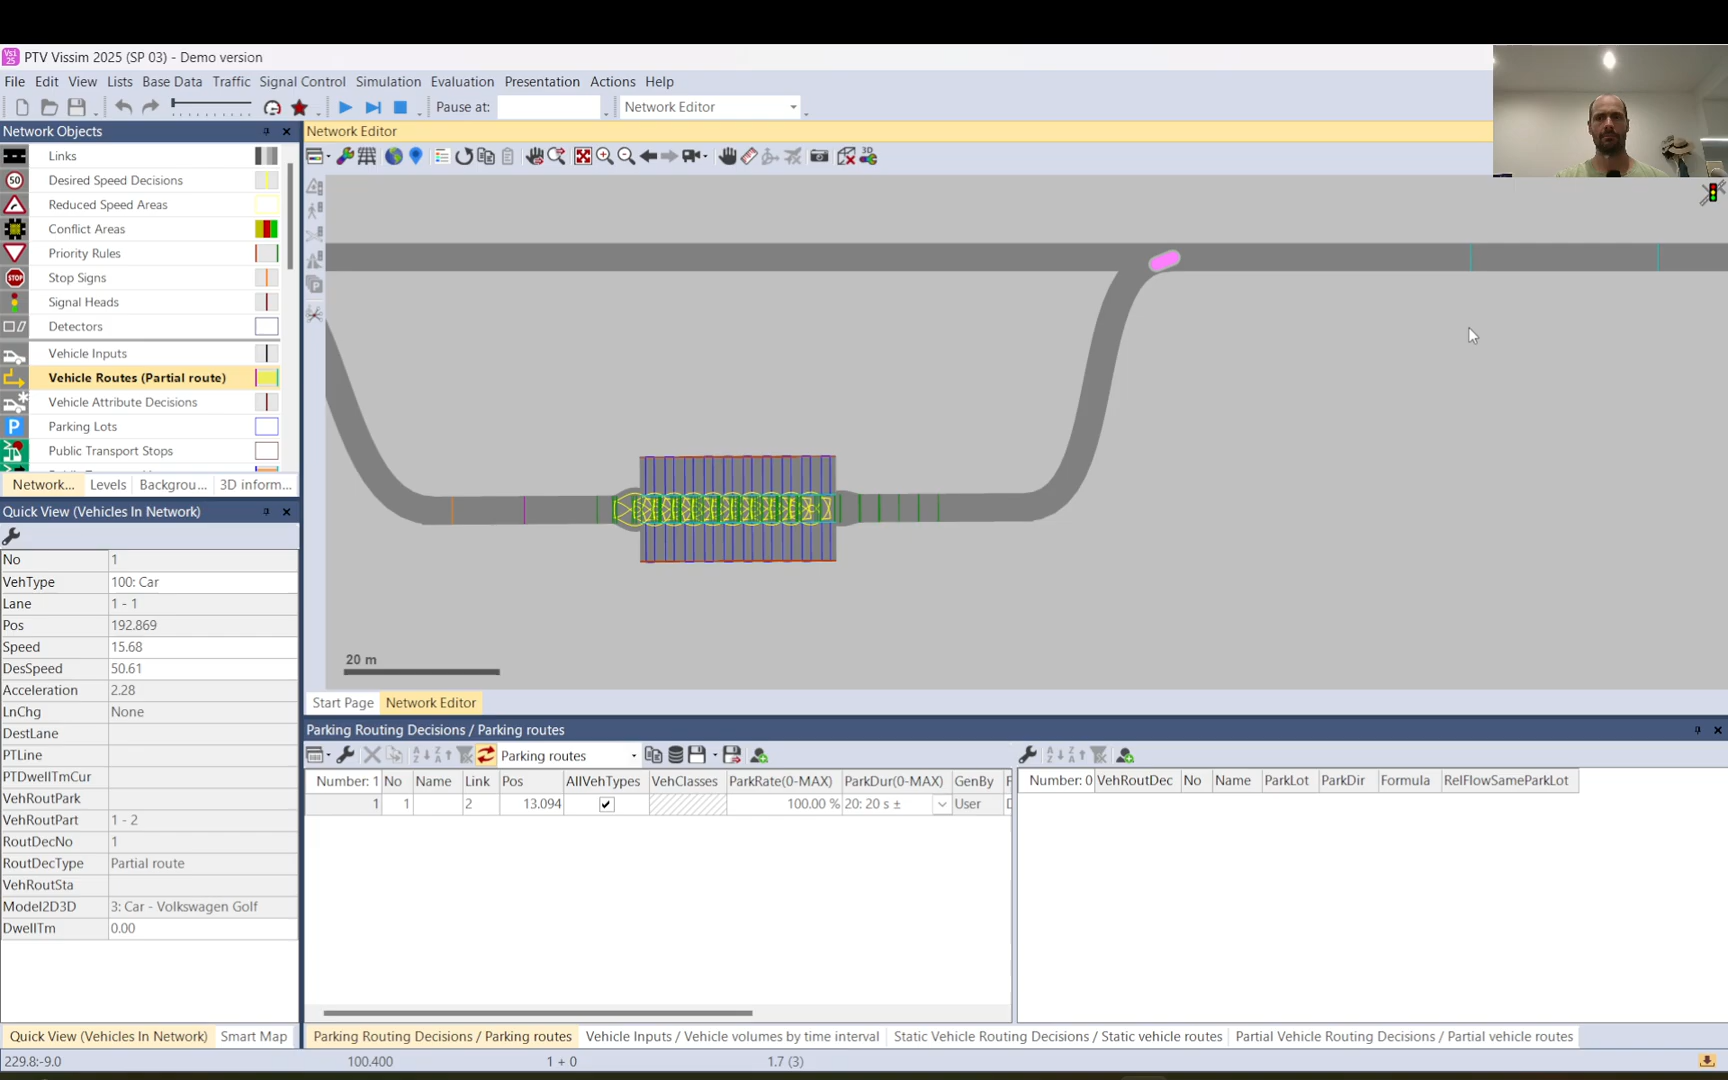 PTV Vissim 2025 (SP 03) - Demo version
File Edit View Lists Base Data Traffic Signal Control Simulation Evaluation Presentation Actions Help
Pause at: Network Editor
Network Objects
Links
50 Desired Speed Decisions
Reduced Speed Areas
Conflict Areas
Priority Rules
STOP Stop Signs
Signal Heads
Detectors
Vehicle Inputs
Vehicle Routes (Partial route)
Vehicle Attribute Decisions
P Parking Lots
Public Transport Stops
Network... Levels Backgrou... 3D inform...
Quick View (Vehicles In Network)
No 1
VehType 100: Car
Lane 1 - 1
Pos 192.869
Speed 15.68
DesSpeed 50.61
Acceleration 2.28
LnChg None
DestLane
PTLine
PTDwellTmCur
VehRoutPark
VehRoutPart 1 - 2
RoutDecNo 1
RoutDecType Partial route
VehRoutSta
Model2D3D 3: Car - Volkswagen Golf
DwellTm 0.00
Quick View (Vehicles In Network) Smart Map
Network Editor
20 m
Start Page Network Editor
Parking Routing Decisions / Parking routes
Parking routes
Number: 1 No Name Link Pos AllVehTypes VehClasses ParkRate(0-MAX) ParkDur(0-MAX) GenBy
1 1 2 13.094 100.00 % 20: 20 s ± User
Number: 0 VehRoutDec No Name ParkLot ParkDir Formula RelFlowSameParkLot
Parking Routing Decisions / Parking routes Vehicle Inputs / Vehicle volumes by time interval Static Vehicle Routing Decisions / Static vehicle routes Partial Vehicle Routing Decisions / Partial vehicle routes
229.8:-9.0 100.400 1 + 0 1.7 (3)